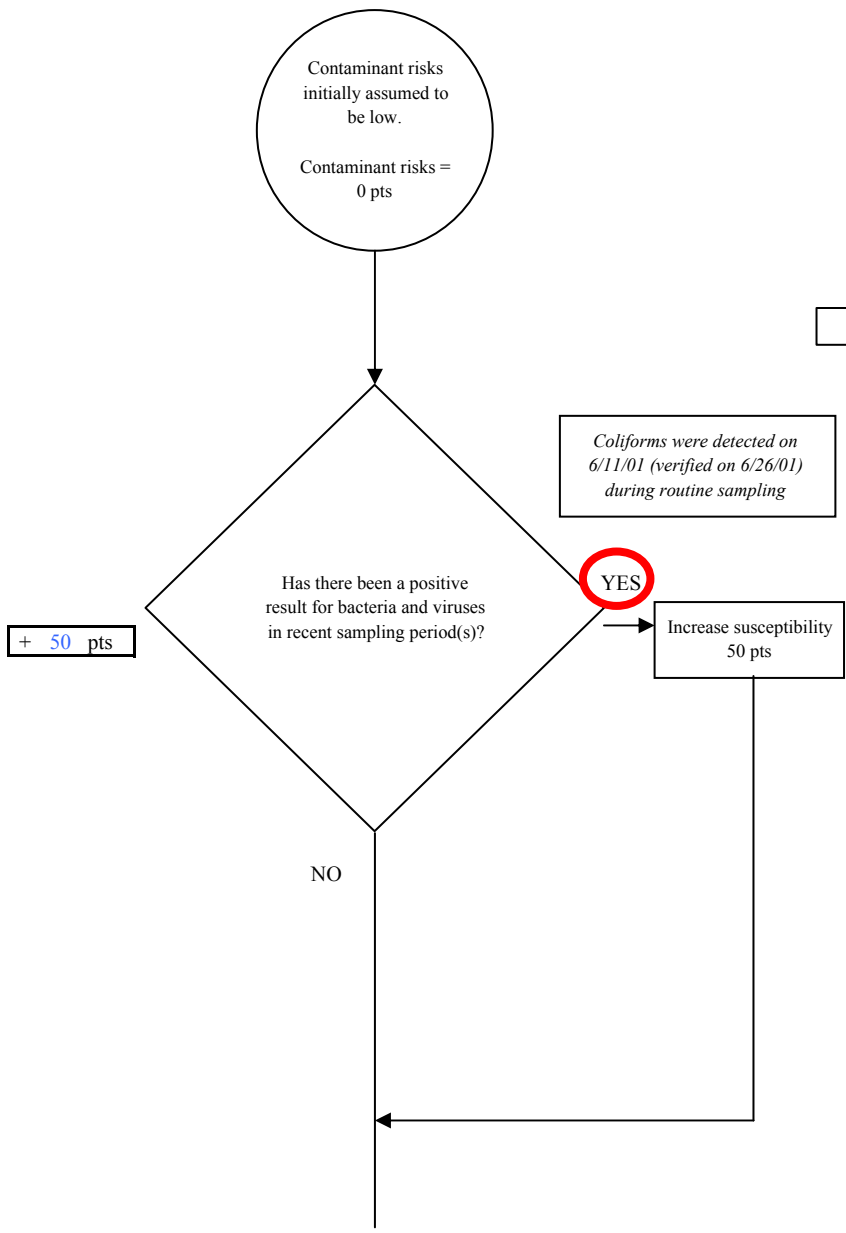 Contaminant risks
initially assumed to
be low.
Contaminant risks =
0 pts
Coliforms were detected on
6/11/01 (verified on 6/26/01)
during routine sampling
Has there been a positive
result for bacteria and viruses
in recent sampling period(s)?
YES
+ 50 pts
Increase susceptibility
50 pts
NO